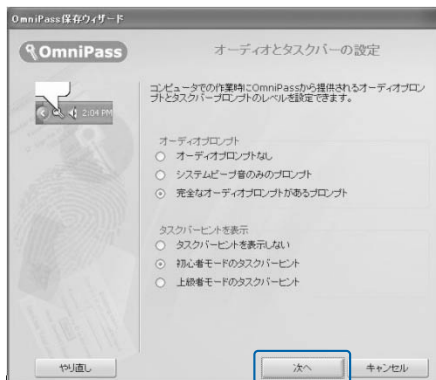 OmniPass保存ウィザード
OmniPass
オーディオとタスクバーの設定
コンピュータでの作業時にOmniPassから提供されるオーディオプロン
プトとタスクバープロンプトのレベルを設定できます。
2:04 PM
オーディオプロンプト
オーディオプロンプトなし
システムビープ音のみのプロンプト
完全なオーディオプロンプトがあるプロンプト
タスクバーヒントを表示
タスクバーヒントを表示しない
初心者モードのタスクバーヒント
上級者モードのタスクバーヒント
やり直し
次へ
キャンセル